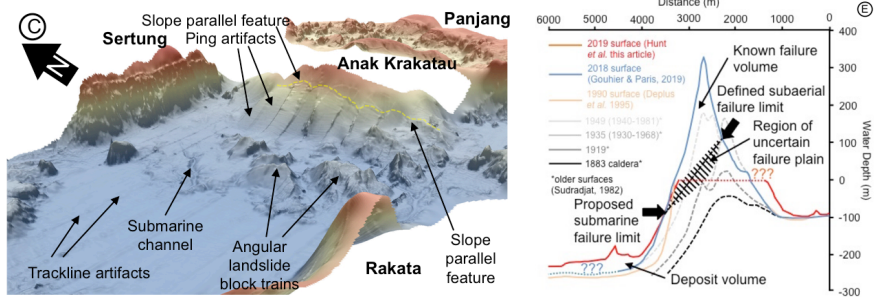 C
N
Slope parallel feature
Ping artifacts
Sertung
Panjang
Anak Krakatau
Submarine
channel
Trackline artifacts
Angular
landslide
block trains
Rakata
Slope
parallel
feature
Distance (m)
E
6000 5000 4000 3000 2000 1000 0
400
300
200
100
0
-100
-200
-300
Water Depth (m)
2019 surface (Hunt
et al. this article)
2018 surface
(Gouhier & Paris, 2019)
1990 surface (Deplus
et al. 1995)
1949 (1940-1981)*
1935 (1930-1968)*
1919*
1883 caldera*
*older surfaces
(Sudradjat, 1982)
Known failure
volume
Defined subaerial
failure limit
Region of
uncertain
failure plain
???
Proposed
submarine
failure limit
???
Deposit volume